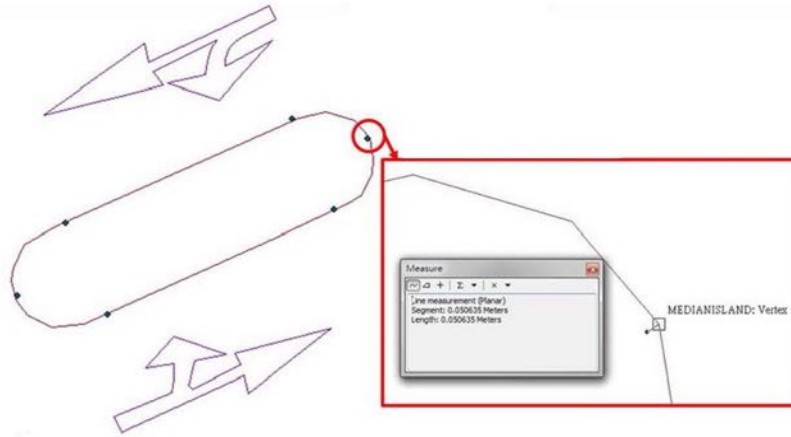 Measure
Line measurement (Planar)
Segment: 0.050635 Meters
Length: 0.050635 Meters
MEDIANISLAND: Vertex